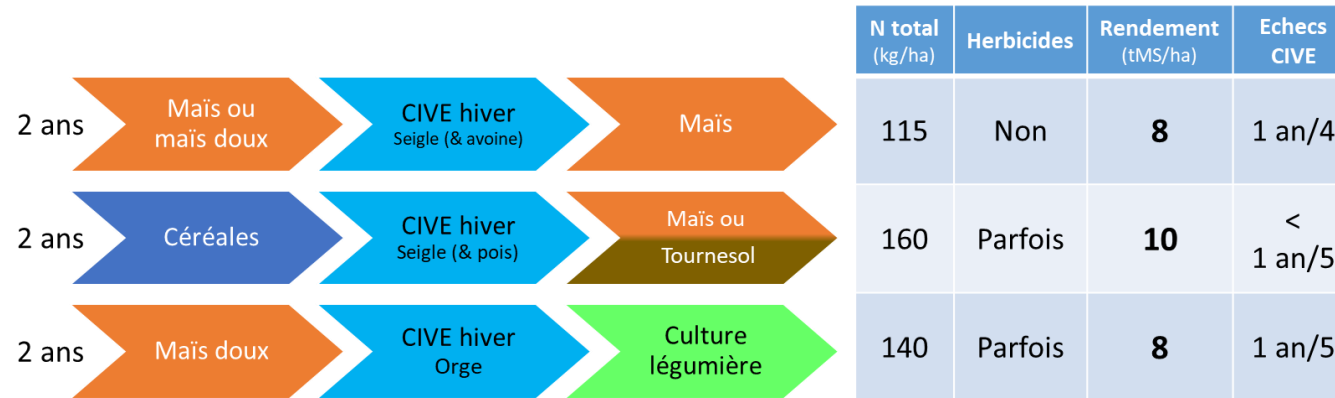 N total
(kg/ha)
Herbicides
Rendement
(tMS/ha)
Echecs
CIVE
2 ans
Maïs ou
maïs doux
CIVE hiver
Seigle (& avoine)
Maïs
115
Non
8
1 an/4
2 ans
Céréales
CIVE hiver
Seigle (& pois)
Maïs ou
Tournesol
160
Parfois
10
<
1 an/5
2 ans
Maïs doux
CIVE hiver
Orge
Culture
légumière
140
Parfois
8
1 an/5